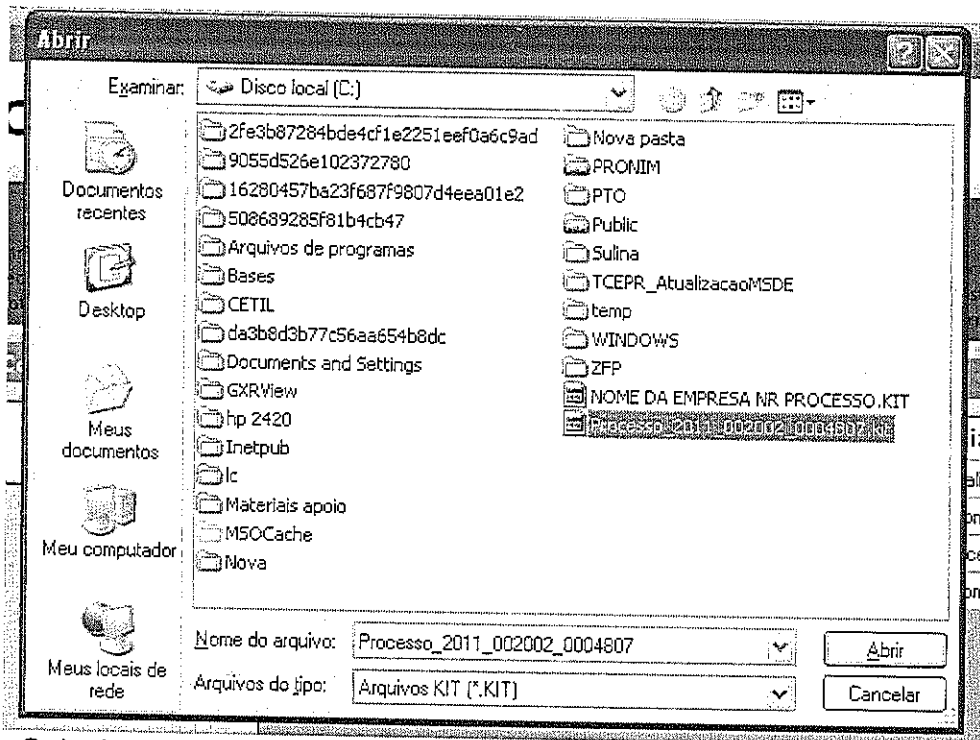 Abrir
Examinar: Disco local (C:)
Documentos
recentes
Desktop
Meus
documentos
Meu computador
Meus locais de
rede
2fe3b87284bde4cf1e2251eef0a6c9ad
9055d526e102372780
16280457ba23f687f9807d4eea01e2
508689285f81b4cb47
Arquivos de programas
Bases
CETIL
da3b8d3b77c56aa654b8dc
Documents and Settings
GXRView
hp 2420
Inetpub
lc
Materiais apoio
MSOCache
Nova
Nova pasta
PRONIM
PTO
Public
Sulina
TCEPR_AtualizacaoMSDE
temp
WINDOWS
ZFP
NOME DA EMPRESA NR PROCESSO.KIT
Processo_2011_002002_0004807.kit
Nome do arquivo: Processo_2011_002002_0004807
Abrir
Arquivos do tipo: Arquivos KIT (*.KIT)
Cancelar